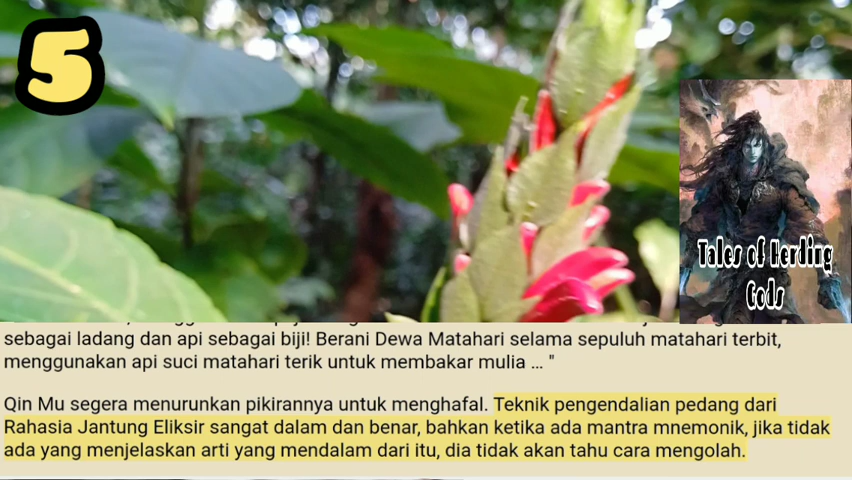 5
Tales of Herding
Gods
sebagai ladang dan api sebagai biji! Berani Dewa Matahari selama sepuluh matahari terbit,
menggunakan api suci matahari terik untuk membakar mulia ... "
Qin Mu segera menurunkan pikirannya untuk menghafal. Teknik pengendalian pedang dari
Rahasia Jantung Eliksir sangat dalam dan benar, bahkan ketika ada mantra mnemonik, jika tidak
ada yang menjelaskan arti yang mendalam dari itu, dia tidak akan tahu cara mengolah.